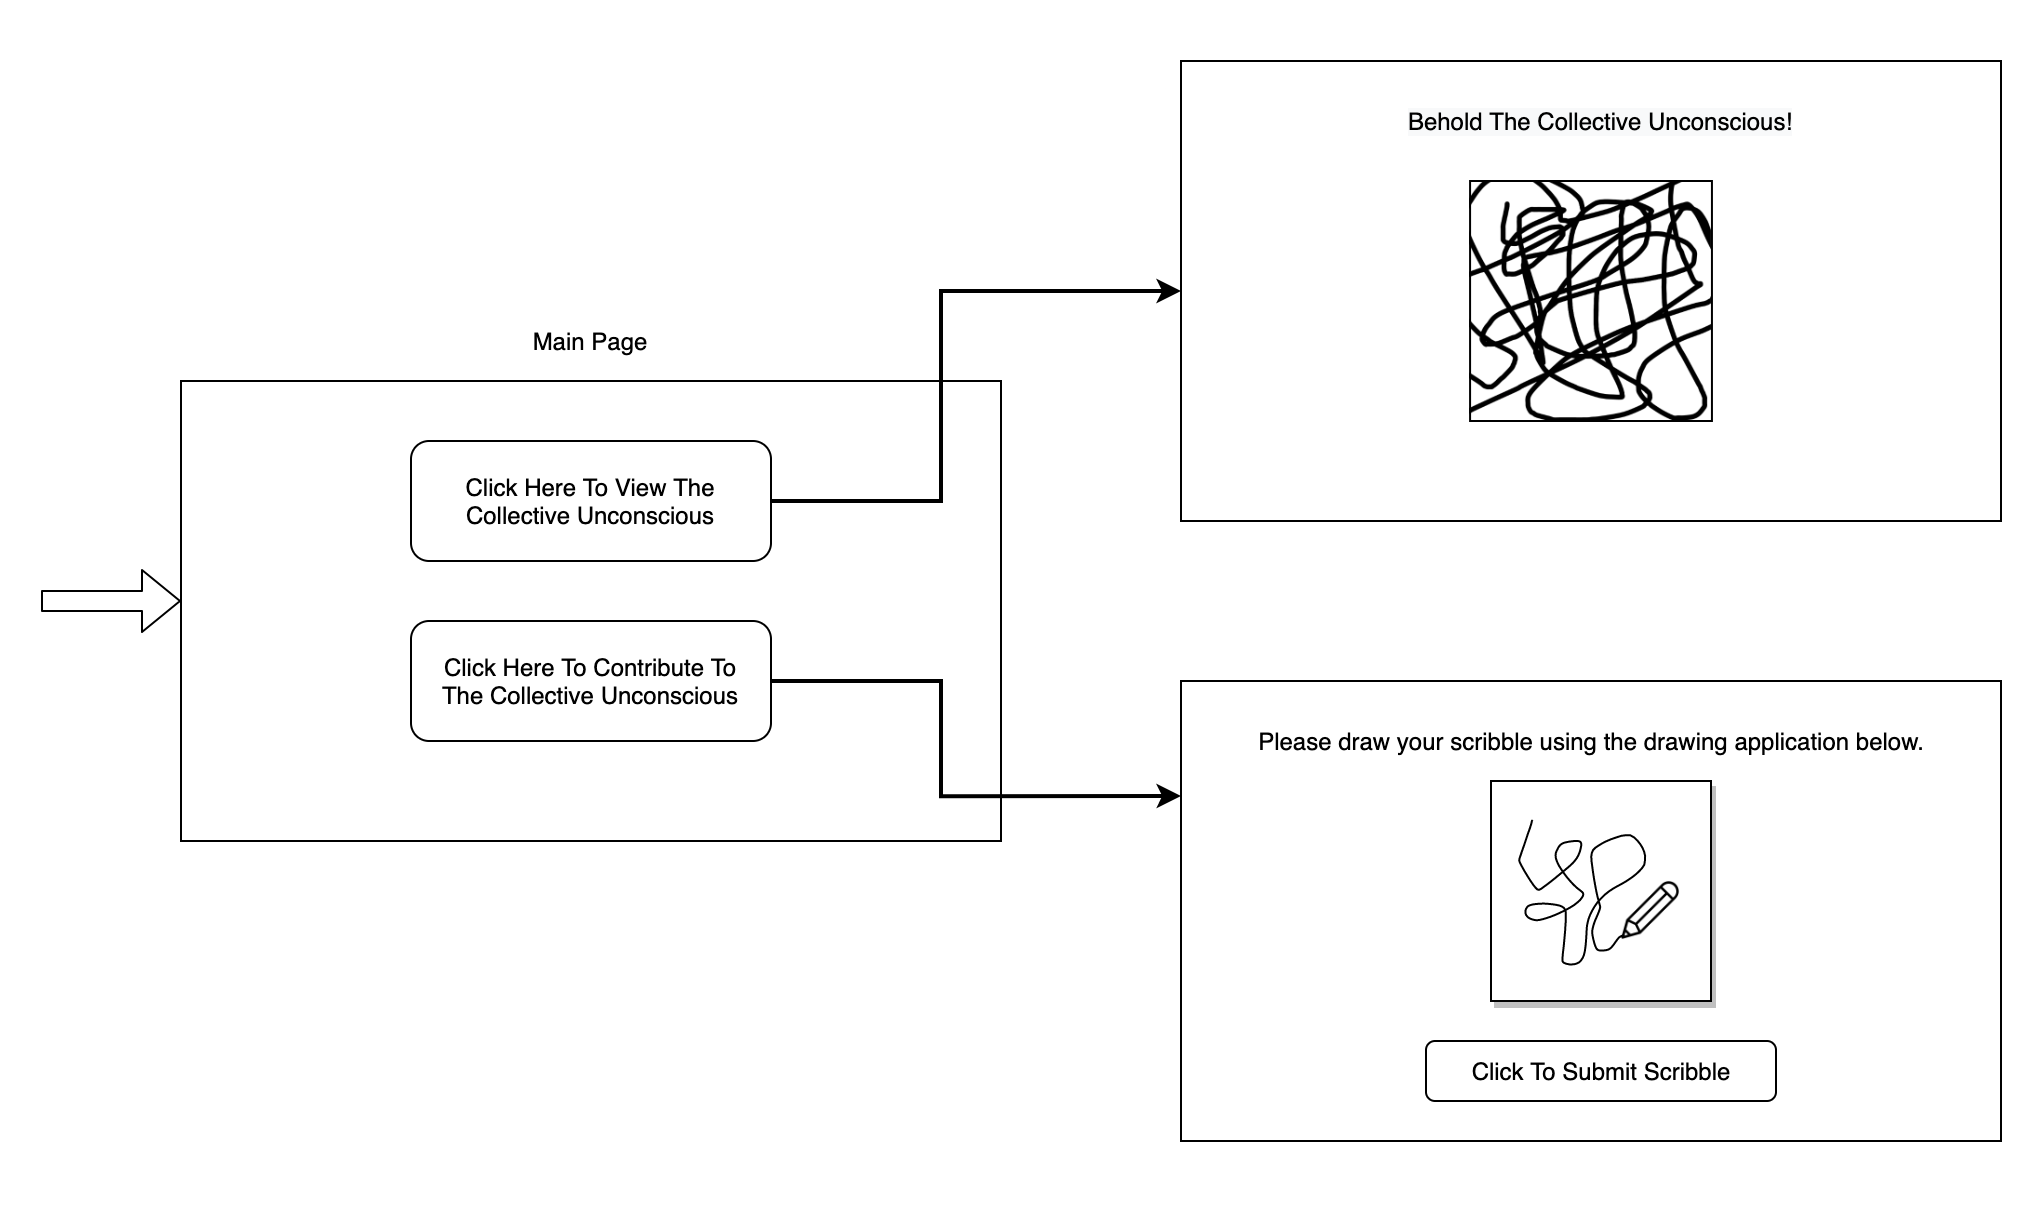 Main Page
Click Here To View The
Collective Unconscious
Click Here To Contribute To
The Collective Unconscious
Behold The Collective Unconscious!
Please draw your scribble using the drawing application below.
Click To Submit Scribble